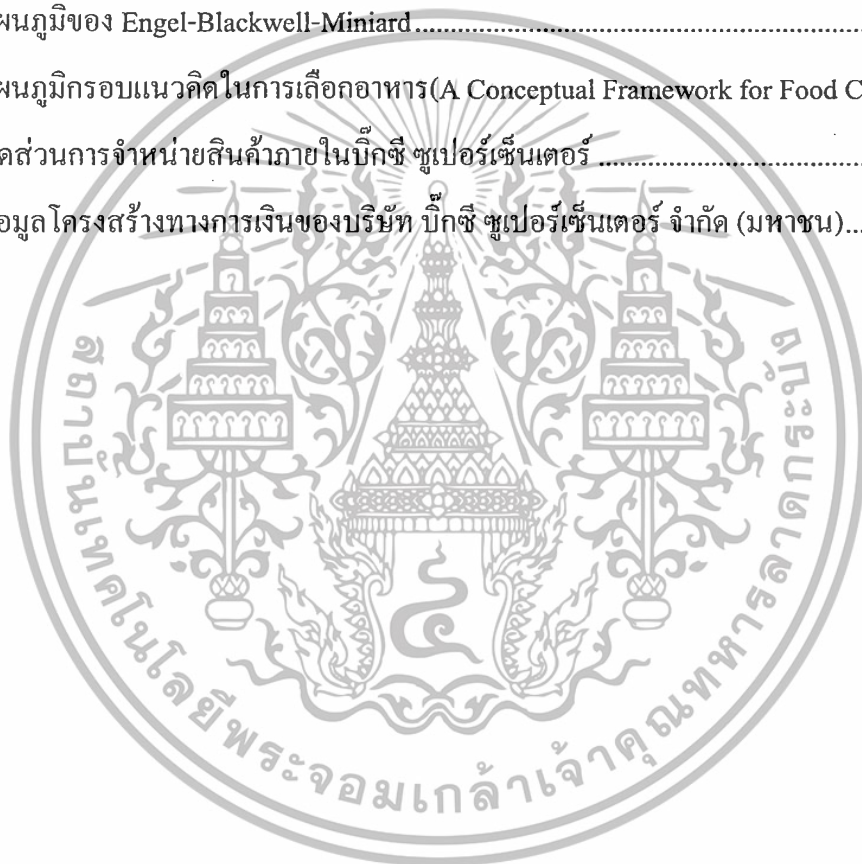 ผนภูมิของ Engel-Blackwell-Miniard................................................................
ผนภูมิกรอบแนวคิดในการเลือกอาหาร(A Conceptual Framework for Food C
ดส่วนการจำหน่ายสินค้าภายในบิ๊กซี ซูเปอร์เซ็นเตอร์ ........................................
อมูลโครงสร้างทางการเงินของบริษัท บิ๊กซี ซูเปอร์เซ็นเตอร์ จำกัด (มหาชน)....
สถาบันเทคโนโลยีพระจอมเกล้าเจ้าคุณทหารลาดกระบัง
๔